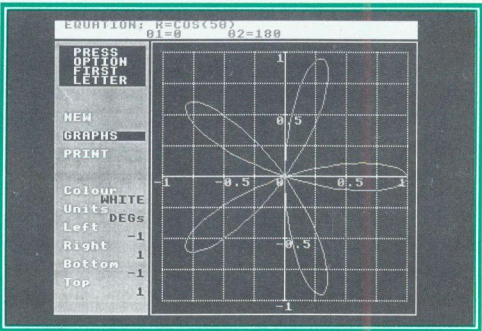 EQUATION; R=COS(5θ)
θ1=0 θ2=180
PRESS
OPTION
FIRST
LETTER
NEW
GRAPHS
PRINT
Colour
WHITE
Units
DEGs
Left
-1
Right
1
Bottom
-1
Top
1
1
0.5
-1 -0.5 0 0.5 1
-0.5
-1